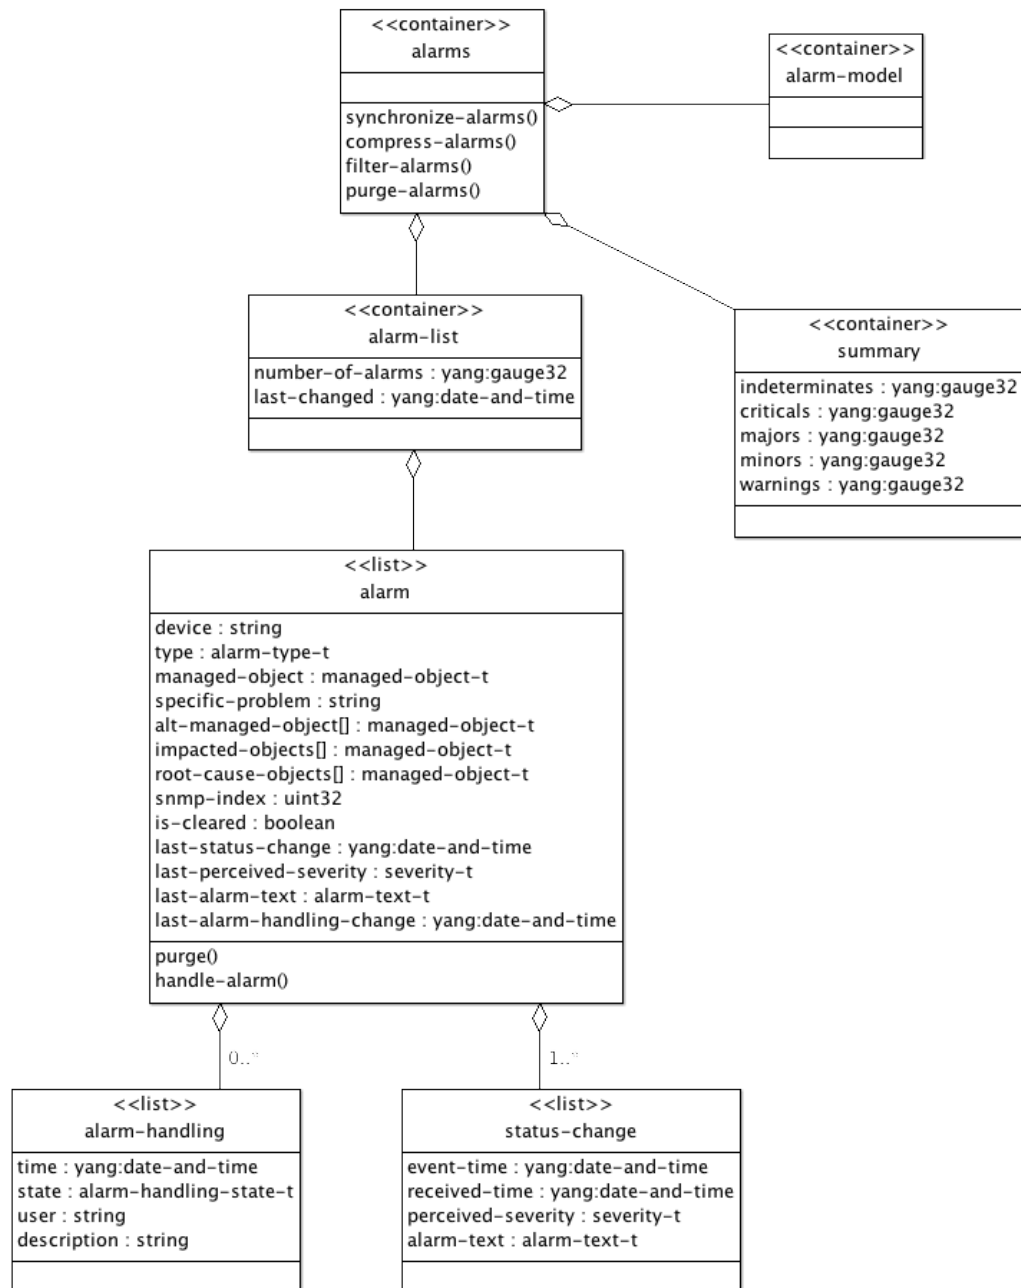 <<container>>
alarms
synchronize-alarms()
compress-alarms()
filter-alarms()
purge-alarms()
<<container>>
alarm-model
<<container>>
alarm-list
number-of-alarms : yang:gauge32
last-changed : yang:date-and-time
<<container>>
summary
indeterminates : yang:gauge32
criticals : yang:gauge32
majors : yang:gauge32
minors : yang:gauge32
warnings : yang:gauge32
<<list>>
alarm
device : string
type : alarm-type-t
managed-object : managed-object-t
specific-problem : string
alt-managed-object[] : managed-object-t
impacted-objects[] : managed-object-t
root-cause-objects[] : managed-object-t
snmp-index : uint32
is-cleared : boolean
last-status-change : yang:date-and-time
last-perceived-severity : severity-t
last-alarm-text : alarm-text-t
last-alarm-handling-change : yang:date-and-time
purge()
handle-alarm()
0..*
1..*
<<list>>
alarm-handling
time : yang:date-and-time
state : alarm-handling-state-t
user : string
description : string
<<list>>
status-change
event-time : yang:date-and-time
received-time : yang:date-and-time
perceived-severity : severity-t
alarm-text : alarm-text-t